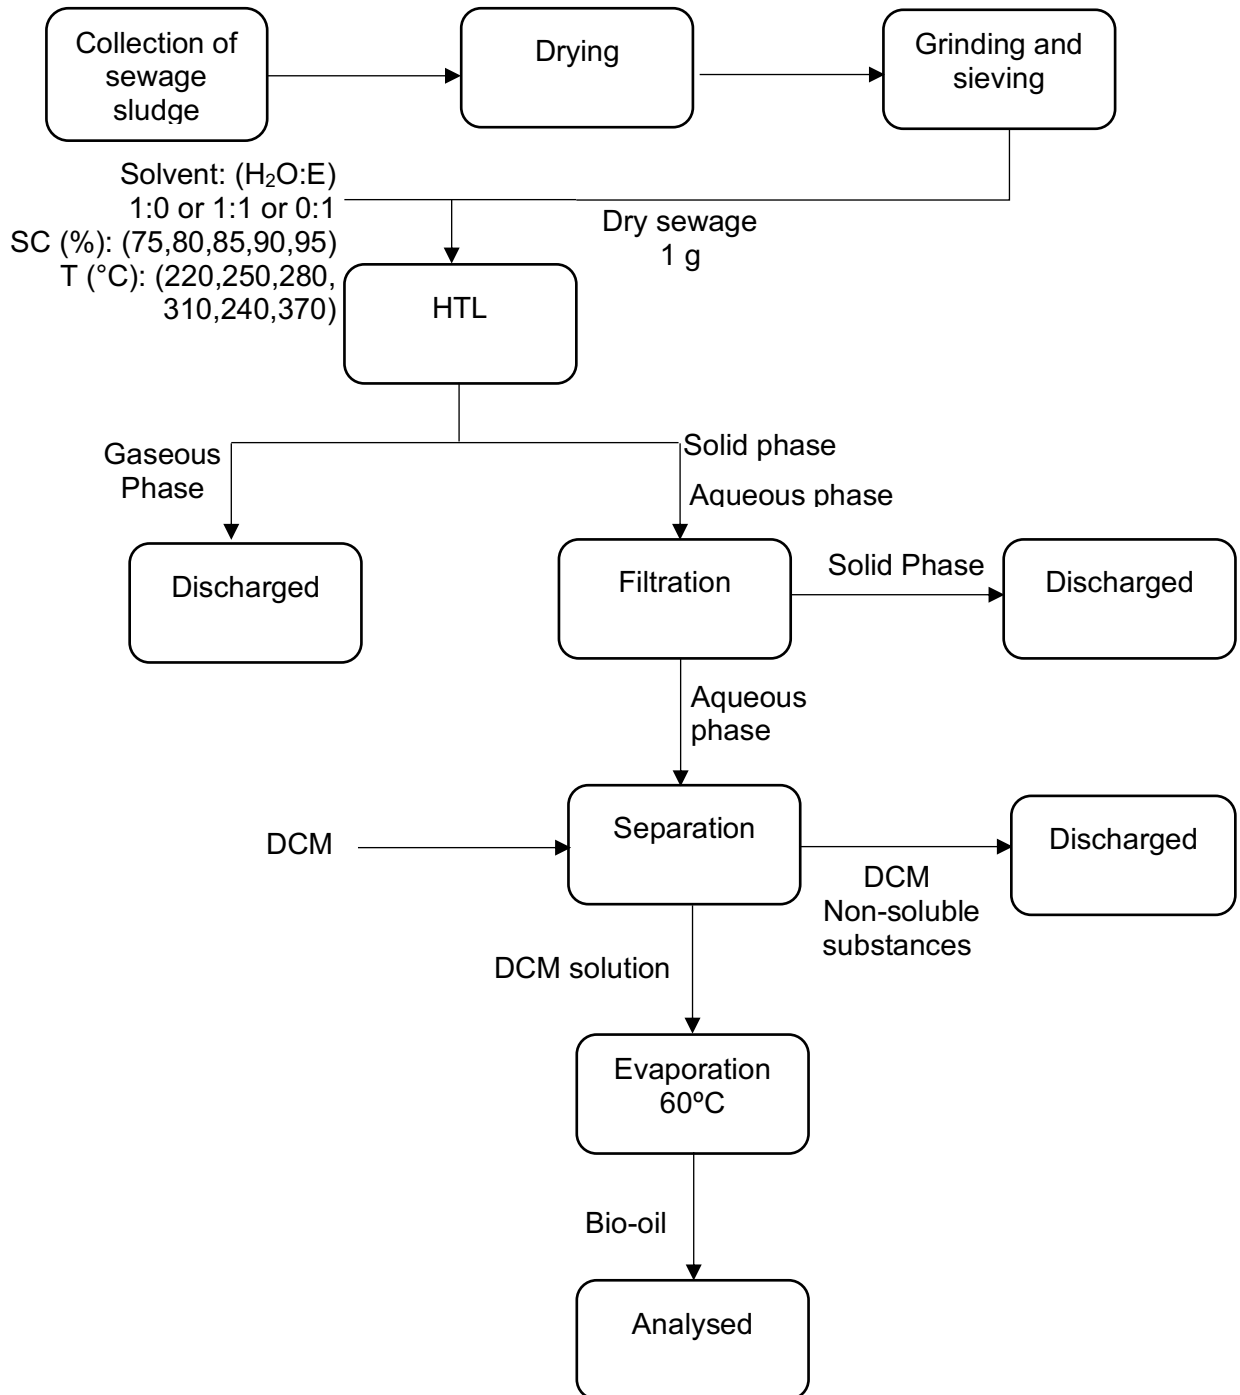 Collection of
sewage
sludge
Drying
Grinding and
sieving
Solvent: (H₂O:E)
1:0 or 1:1 or 0:1
SC (%): (75,80,85,90,95)
T (°C): (220,250,280,
310,240,370)
Dry sewage
1 g
HTL
Gaseous
Phase
Solid phase
Aqueous phase
Discharged
Filtration
Solid Phase
Discharged
Aqueous
phase
DCM
Separation
DCM
Non-soluble
substances
Discharged
DCM solution
Evaporation
60ºC
Bio-oil
Analysed